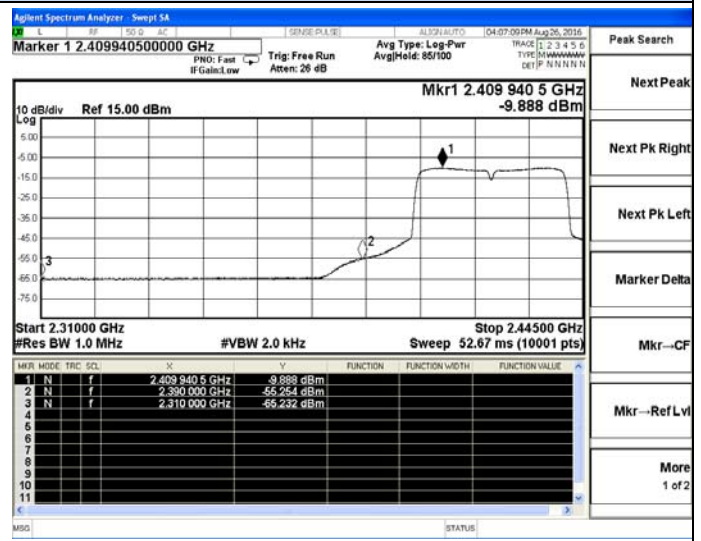 Agilent Spectrum Analyzer - Swept SA
L RF 50 Ω AC SENSE:PULSE ALIGN AUTO 04:07:09 PM Aug 26, 2016
Marker 1 2.409940500000 GHz
PNO: Fast
IFGain:Low
Trig: Free Run
Atten: 26 dB
Avg Type: Log-Pwr
Avg|Hold: 85/100
TRACE 1 2 3 4 5 6
TYPE MWWWWW
DET P N N N N N
Mkr1 2.409 940 5 GHz
-9.888 dBm
10 dB/div Ref 15.00 dBm
Log
5.00
-5.00
-15.0
-25.0
-35.0
-45.0
-55.0
-65.0
-75.0
1
2
3
Start 2.31000 GHz
Stop 2.44500 GHz
#Res BW 1.0 MHz #VBW 2.0 kHz Sweep 52.67 ms (10001 pts)
MKR MODE TRC SCL X Y FUNCTION FUNCTION WIDTH FUNCTION VALUE
1 N f 2.409 940 5 GHz -9.888 dBm
2 N f 2.390 000 GHz -55.254 dBm
3 N f 2.310 000 GHz -65.232 dBm
4
5
6
7
8
9
10
11
MSG STATUS
Peak Search
Next Peak
Next Pk Right
Next Pk Left
Marker Delta
Mkr→CF
Mkr→Ref Lvl
More
1 of 2